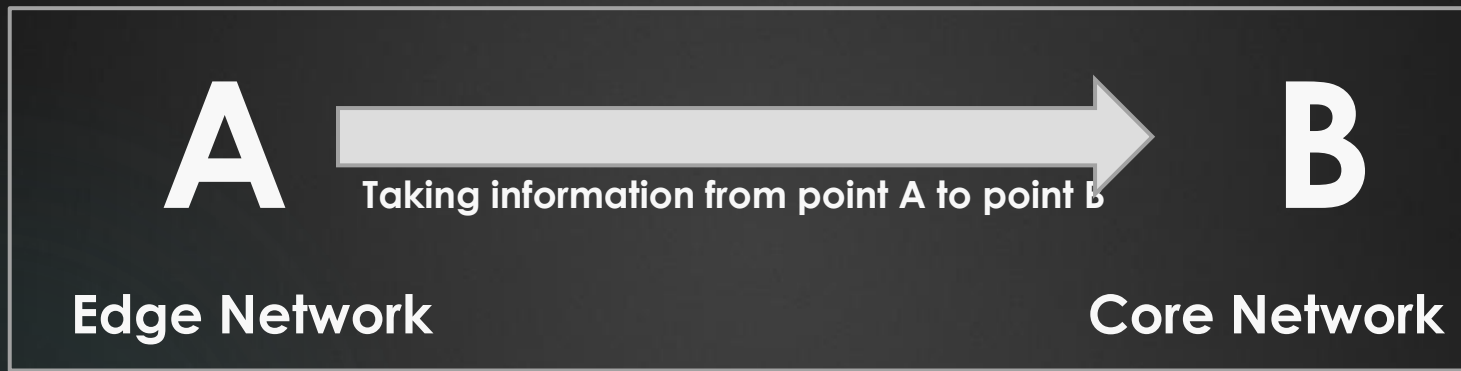 A
B
Taking information from point A to point B
Edge Network
Core Network